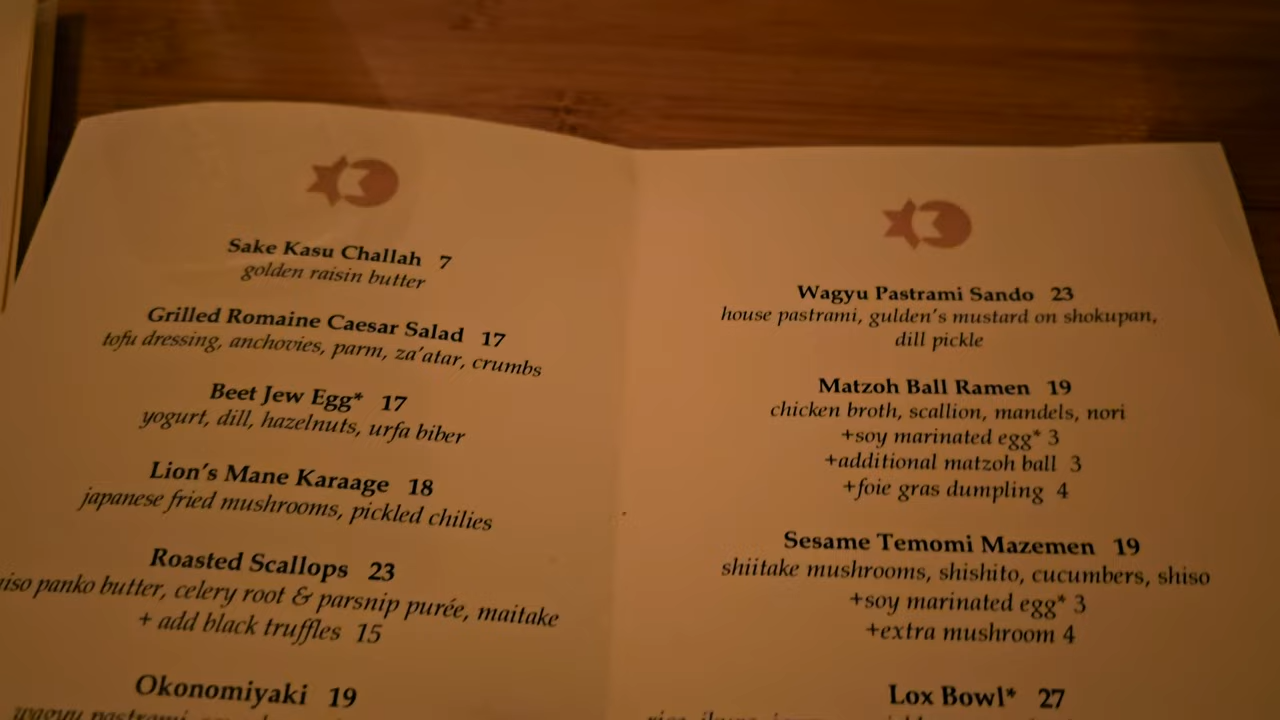 Sake Kasu Challah 7
golden raisin butter
Grilled Romaine Caesar Salad 17
tofu dressing, anchovies, parm, za'atar, crumbs
Beet Jew Egg* 17
yogurt, dill, hazelnuts, urfa biber
Lion's Mane Karaage 18
japanese fried mushrooms, pickled chilies
Roasted Scallops 23
panko butter, celery root & parsnip purée, maitake
+ add black truffles 15
Okonomiyaki 19
wagyu pastrami,
Wagyu Pastrami Sando 23
house pastrami, gulden's mustard on shokupan,
dill pickle
Matzoh Ball Ramen 19
chicken broth, scallion, mandels, nori
+soy marinated egg* 3
+additional matzoh ball 3
+foie gras dumpling 4
Sesame Temomi Mazemen 19
shiitake mushrooms, shishito, cucumbers, shiso
+soy marinated egg* 3
+extra mushroom 4
Lox Bowl* 27